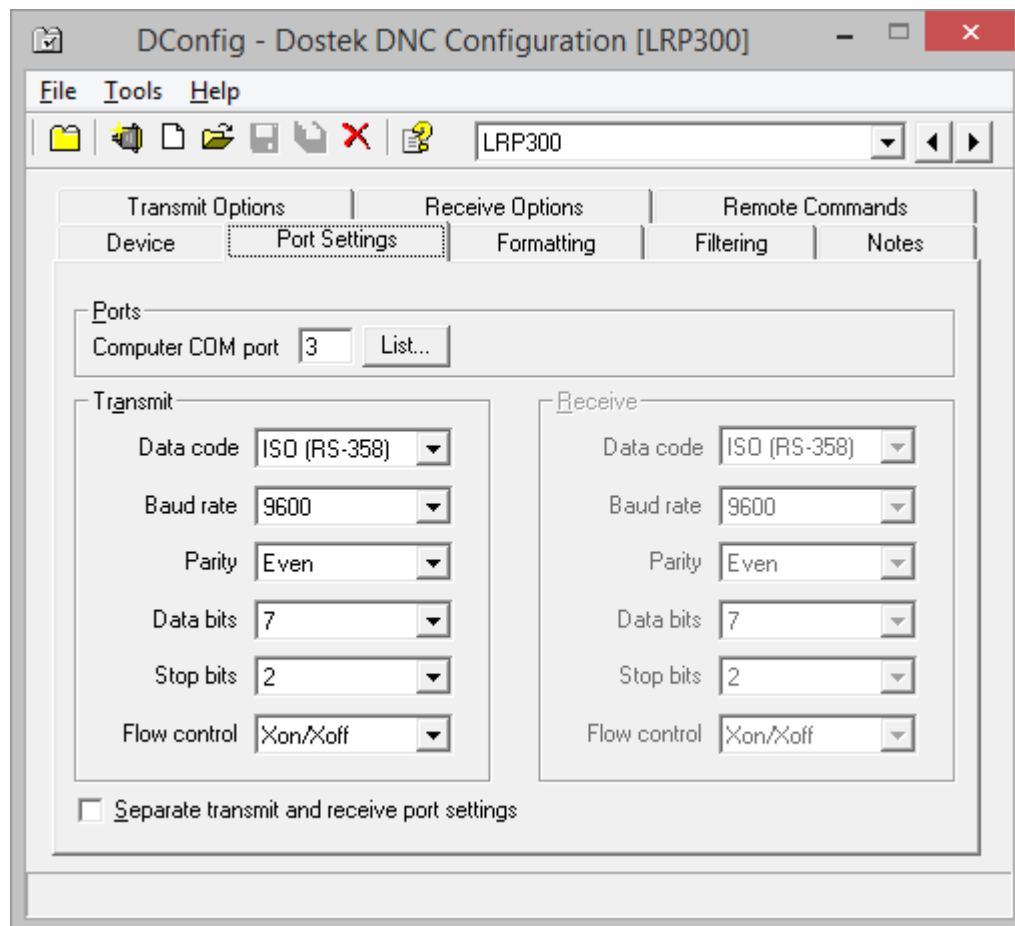 DConfig - Dostek DNC Configuration [LRP300]
File Tools Help
LRP300
Transmit Options Receive Options Remote Commands
Device Port Settings Formatting Filtering Notes
Ports
Computer COM port 3 List...
Transmit Receive
Data code ISO (RS-358) Data code ISO (RS-358)
Baud rate 9600 Baud rate 9600
Parity Even Parity Even
Data bits 7 Data bits 7
Stop bits 2 Stop bits 2
Flow control Xon/Xoff Flow control Xon/Xoff
Separate transmit and receive port settings